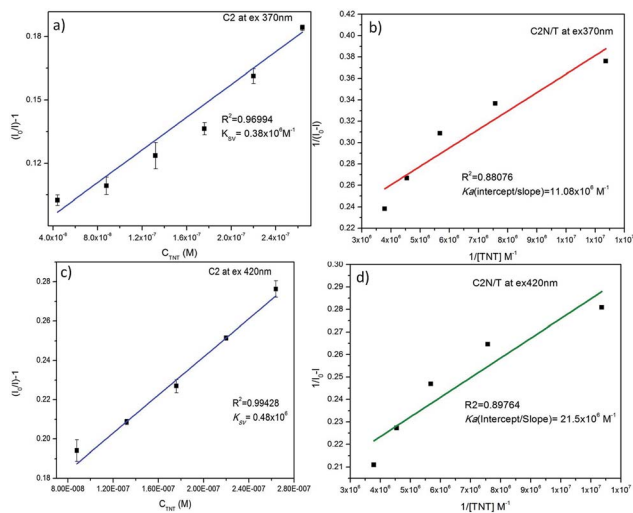 a)
C2 at ex 370nm
0.18
0.15
0.12
(I₀/I)-1
R²=0.96994
K_SV = 0.38x10⁶M⁻¹
4.0x10⁻⁸
8.0x10⁻⁸
1.2x10⁻⁷
1.6x10⁻⁷
2.0x10⁻⁷
2.4x10⁻⁷
C_TNT (M)
b)
C2N/T at ex370nm
0.40
0.38
0.36
0.34
0.32
0.30
0.28
0.26
0.24
0.22
1/(I₀-I)
R²=0.88076
Ka(intercept/slope)=11.08x10⁶ M⁻¹
3x10⁶
4x10⁶
5x10⁶
6x10⁶
7x10⁶
8x10⁶
9x10⁶
1x10⁷
1x10⁷
1x10⁷
1/[TNT] M⁻¹
c)
C2 at ex 420nm
0.28
0.26
0.24
0.22
0.20
0.18
(I₀/I)-1
R²=0.99428
K_SV = 0.48x10⁶
8.00E-008
1.20E-007
1.60E-007
2.00E-007
2.40E-007
2.80E-007
C_TNT (M)
d)
C2N/T at ex420nm
0.30
0.29
0.28
0.27
0.26
0.25
0.24
0.23
0.22
0.21
0.20
1/I₀-I
R2=0.89764
Ka(Intercept/Slope)= 21.5x10⁶ M⁻¹
3x10⁶
4x10⁶
5x10⁶
6x10⁶
7x10⁶
8x10⁶
9x10⁶
1x10⁷
1x10⁷
1x10⁷
1/[TNT] M⁻¹